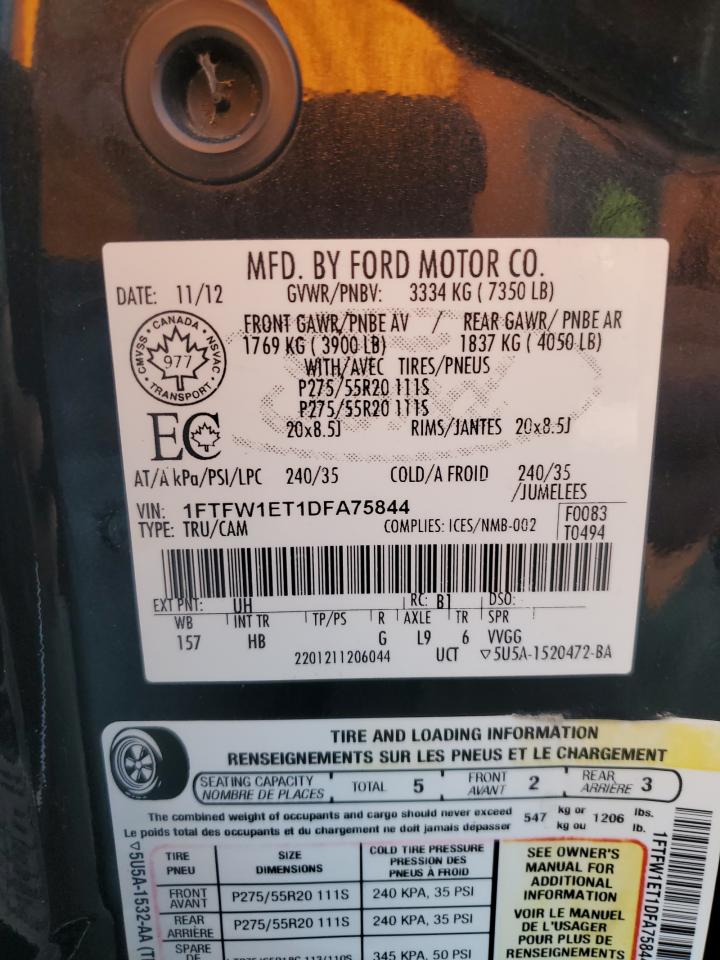 MFD. BY FORD MOTOR CO.
DATE: 11/12 GVWR/PNBV: 3334 KG ( 7350 LB)
FRONT GAWR/PNBE AV / REAR GAWR/ PNBE AR
1769 KG ( 3900 LB) 1837 KG ( 4050 LB)
WITH/AVEC TIRES/PNEUS
P275/55R20 111S
P275/55R20 111S
20x8.5J RIMS/JANTES 20x8.5J
CMVSS • CANADA • NSVAC
977
TRANSPORT
EC
AT/A kPa/PSI/LPC 240/35 COLD/A FROID 240/35
/JUMELEES
VIN: 1FTFW1ET1DFA75844
TYPE: TRU/CAM COMPLIES: ICES/NMB-002
F0083
T0494
EXT PNT: UH RC: B1 DSO:
WB INT TR TP/PS R AXLE TR SPR
157 HB G L9 6 VVGG
2201211206044 UCT ▽5U5A-1520472-BA
TIRE AND LOADING INFORMATION
RENSEIGNEMENTS SUR LES PNEUS ET LE CHARGEMENT
SEATING CAPACITY
NOMBRE DE PLACES
TOTAL 5
FRONT
AVANT 2
REAR
ARRIÈRE 3
The combined weight of occupants and cargo should never exceed 547 kg or 1206 lbs.
Le poids total des occupants et du chargement ne doit jamais dépasser kg ou lb.
TIRE
PNEU
SIZE
DIMENSIONS
COLD TIRE PRESSURE
PRESSION DES
PNEUS À FROID
FRONT
AVANT
P275/55R20 111S
240 KPA, 35 PSI
REAR
ARRIÈRE
P275/55R20 111S
240 KPA, 35 PSI
SPARE
DE
345 KPA, 50 PSI
SEE OWNER'S
MANUAL FOR
ADDITIONAL
INFORMATION
VOIR LE MANUEL
DE L'USAGER
POUR PLUS DE
RENSEIGNEMENTS
▽5U5A-1532-AA
1FTFW1ET1DFA7584